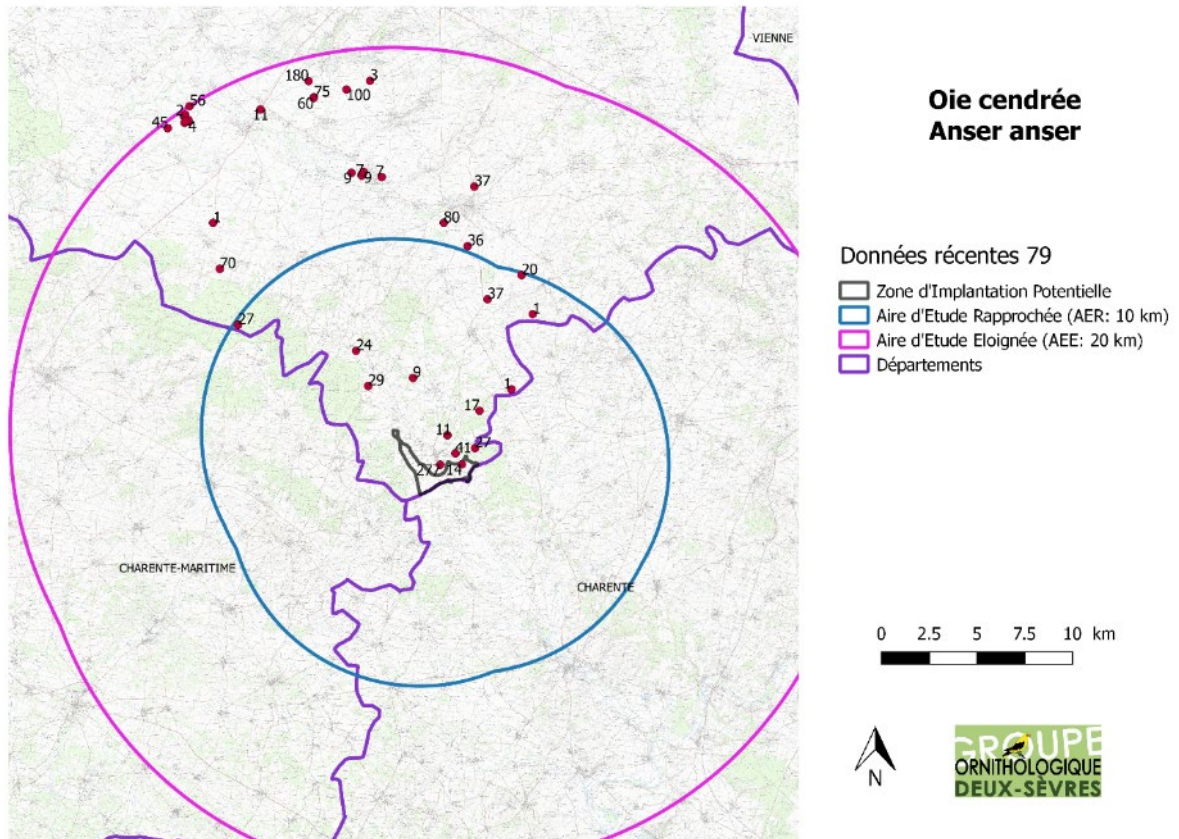 VIENNE
180
3
75
100
60
56
11
2
45
4
7
9
9
7
37
1
80
36
70
20
37
1
27
24
29
9
1
17
11
27
41
277
14
CHARENTE-MARITIME
CHARENTE
Oie cendrée
Anser anser
Données récentes 79
Zone d'Implantation Potentielle
Aire d'Etude Rapprochée (AER: 10 km)
Aire d'Etude Eloignée (AEE: 20 km)
Départements
0 2.5 5 7.5 10 km
N
GROUPE
ORNITHOLOGIQUE
DEUX-SÈVRES